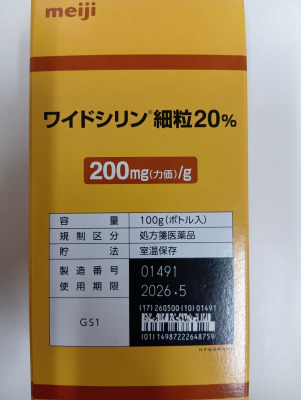 meiji
ワイドシリン®細粒20%
200mg(力価)/g
容量 100g(ボトル入)
規制区分 処方箋医薬品
貯法 室温保存
製造番号 01491
使用期限 2026.5
GS1
(17)260500(10)01491
(01)14987222648759